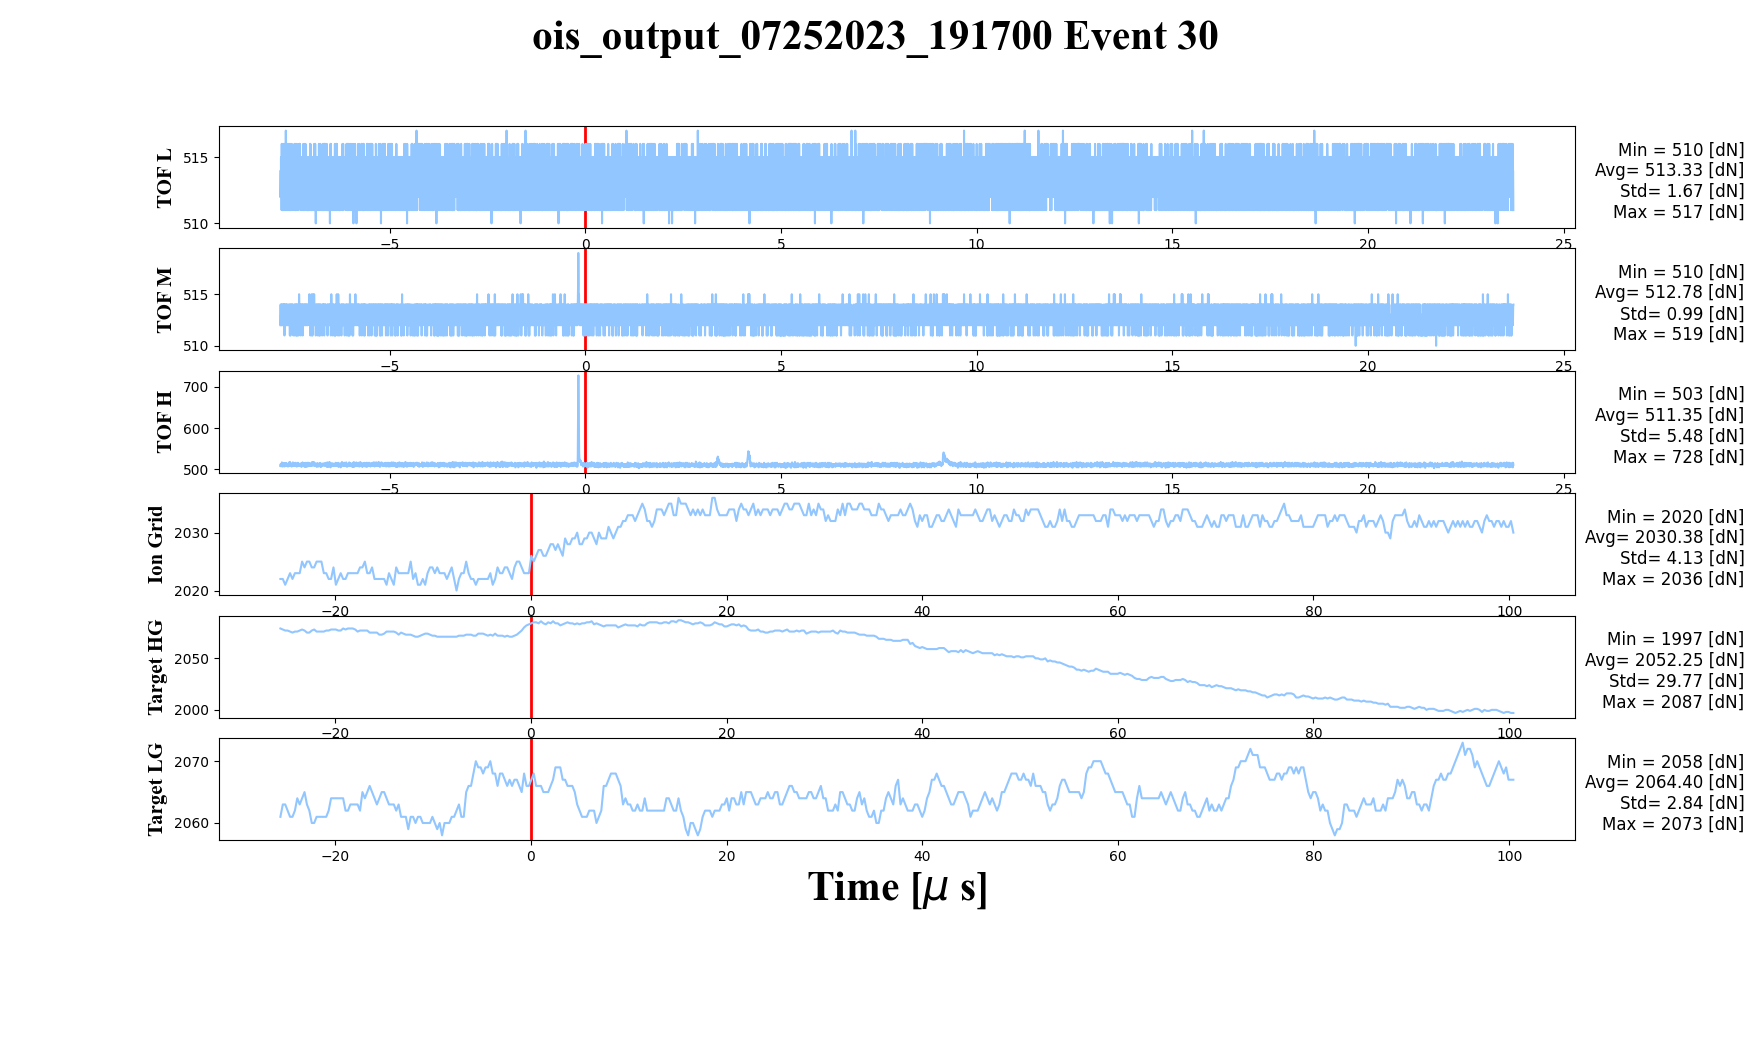 ois_output_07252023_191700 Event 30
TOF L
515
510
−5
0
5
10
15
20
25
Min = 510 [dN]
Avg= 513.33 [dN]
Std= 1.67 [dN]
Max = 517 [dN]
TOF M
515
510
−5
0
5
10
15
20
25
Min = 510 [dN]
Avg= 512.78 [dN]
Std= 0.99 [dN]
Max = 519 [dN]
TOF H
700
600
500
−5
0
5
10
15
20
25
Min = 503 [dN]
Avg= 511.35 [dN]
Std= 5.48 [dN]
Max = 728 [dN]
Ion Grid
2030
2020
−20
0
20
40
60
80
100
Min = 2020 [dN]
Avg= 2030.38 [dN]
Std= 4.13 [dN]
Max = 2036 [dN]
Target HG
2050
2000
−20
0
20
40
60
80
100
Min = 1997 [dN]
Avg= 2052.25 [dN]
Std= 29.77 [dN]
Max = 2087 [dN]
Target LG
2070
2060
−20
0
20
40
60
80
100
Min = 2058 [dN]
Avg= 2064.40 [dN]
Std= 2.84 [dN]
Max = 2073 [dN]
Time [μ s]